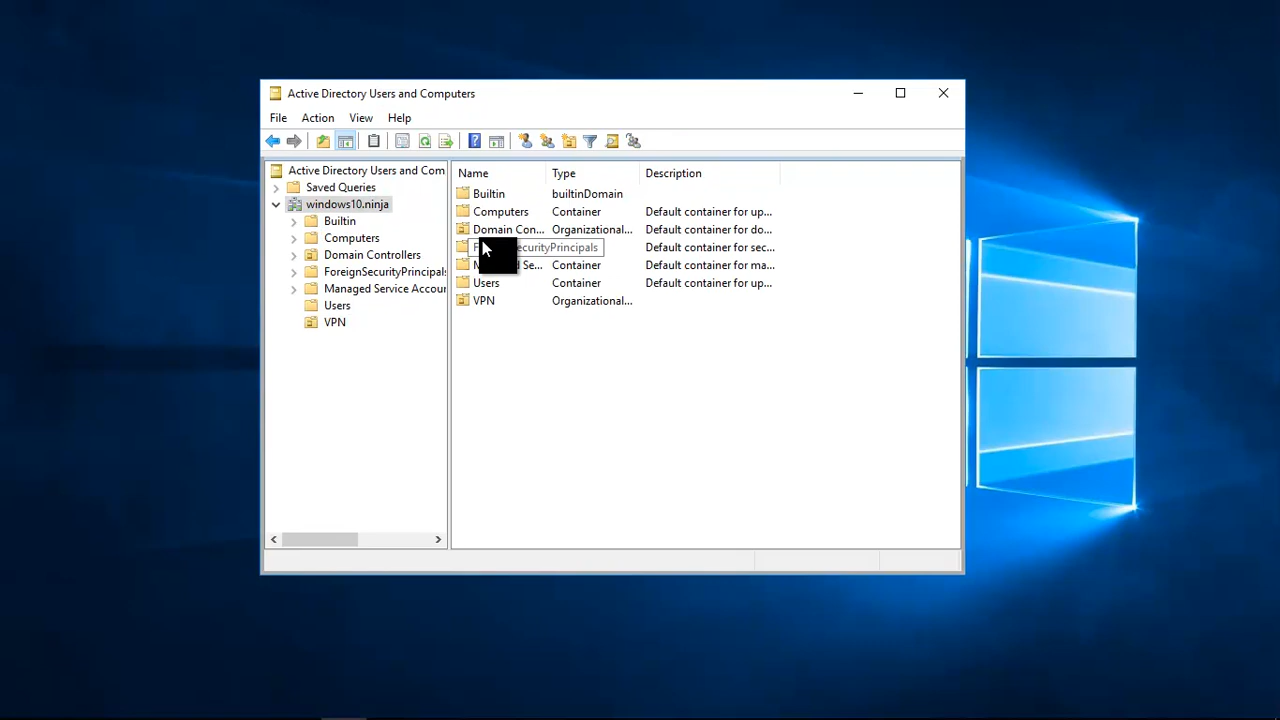 Active Directory Users and Computers
File Action View Help
Active Directory Users and Com
Saved Queries
windows10.ninja
Builtin
Computers
Domain Controllers
ForeignSecurityPrincipals
Managed Service Accour
Users
VPN
Name Type Description
Builtin builtinDomain
Computers Container Default container for up...
Domain Con... Organizational... Default container for do...
ecurityPrincipals Default container for sec...
Se... Container Default container for ma...
Users Container Default container for up...
VPN Organizational...